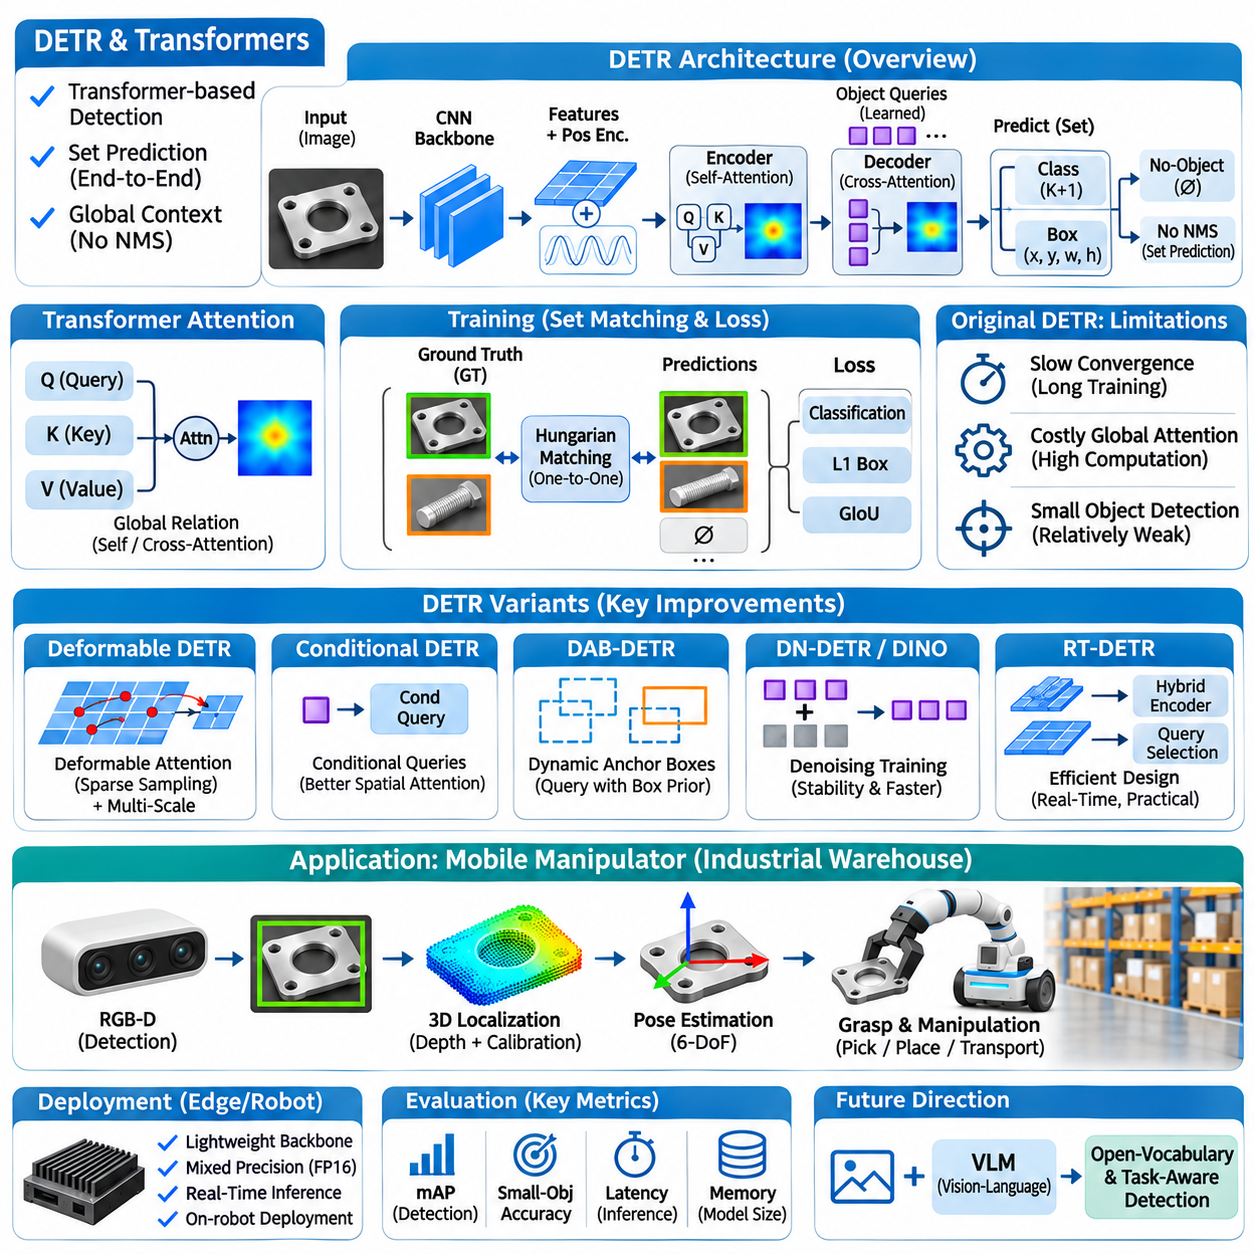 DETR & Transformers
Transformer-based
Detection
Set Prediction
(End-to-End)
Global Context
(No NMS)
DETR Architecture (Overview)
Input
(Image)
CNN
Backbone
Features
+ Pos Enc.
+
Encoder
(Self-Attention)
Q
K
V
Object Queries
(Learned)
...
Decoder
(Cross-Attention)
Predict (Set)
Class
(K+1)
Box
(x, y, w, h)
No-Object
(Ø)
No NMS
(Set Prediction)
Transformer Attention
Q (Query)
K (Key)
V (Value)
Attn
Global Relation
(Self / Cross-Attention)
Training (Set Matching & Loss)
Ground Truth
(GT)
Hungarian
Matching
(One-to-One)
Predictions
Ø
...
Loss
Classification
L1 Box
GIoU
Original DETR: Limitations
Slow Convergence
(Long Training)
Costly Global Attention
(High Computation)
Small Object Detection
(Relatively Weak)
DETR Variants (Key Improvements)
Deformable DETR
Deformable Attention
(Sparse Sampling)
+ Multi-Scale
Conditional DETR
Cond
Query
Conditional Queries
(Better Spatial Attention)
DAB-DETR
Dynamic Anchor Boxes
(Query with Box Prior)
DN-DETR / DINO
+
Denoising Training
(Stability & Faster)
RT-DETR
Hybrid
Encoder
Query
Selection
Efficient Design
(Real-Time, Practical)
Application: Mobile Manipulator (Industrial Warehouse)
RGB-D
(Detection)
3D Localization
(Depth + Calibration)
Pose Estimation
(6-DoF)
Grasp & Manipulation
(Pick / Place / Transport)
Deployment (Edge/Robot)
Lightweight Backbone
Mixed Precision (FP16)
Real-Time Inference
On-robot Deployment
Evaluation (Key Metrics)
mAP
(Detection)
Small-Obj
Accuracy
Latency
(Inference)
Memory
(Model Size)
Future Direction
+
VLM
(Vision-Language)
Open-Vocabulary
& Task-Aware
Detection